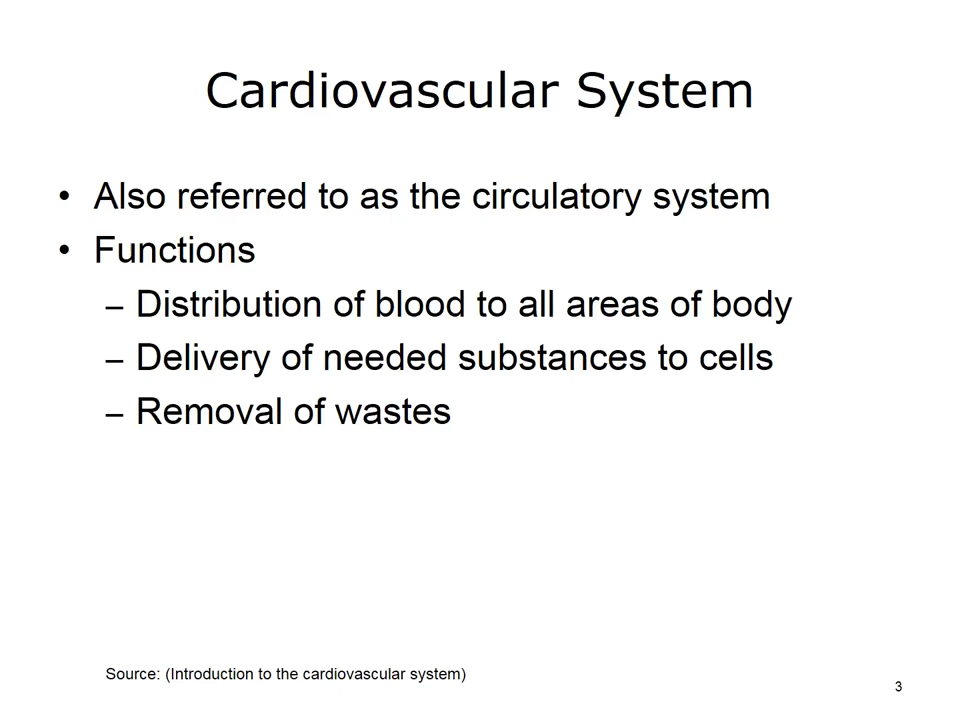 Cardiovascular System
• Also referred to as the circulatory system
• Functions
– Distribution of blood to all areas of body
– Delivery of needed substances to cells
– Removal of wastes
Source: (Introduction to the cardiovascular system)
3